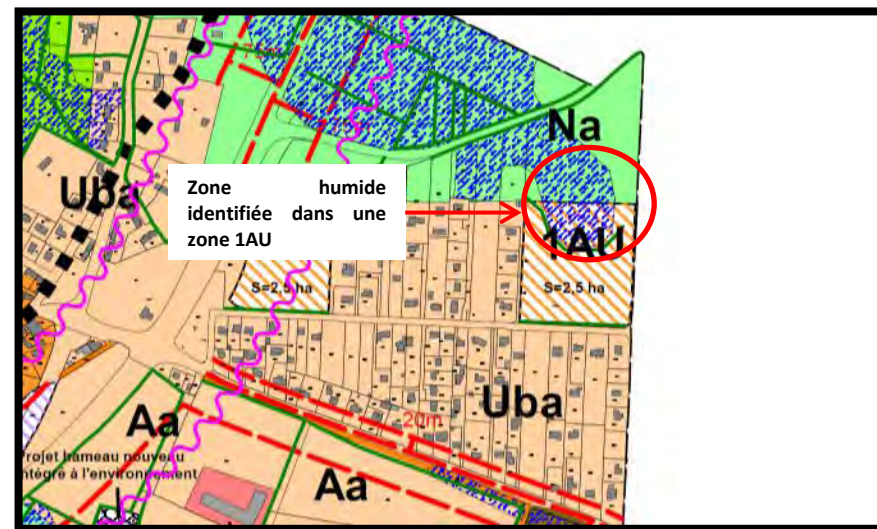 Na
Uba
Zone humide
identifiée dans une
zone 1AU
1AU
S=2,5 ha
S=2,5 ha
Uba
20m
Aa
Projet hameau nouveau
intégré à l'environnement
Aa